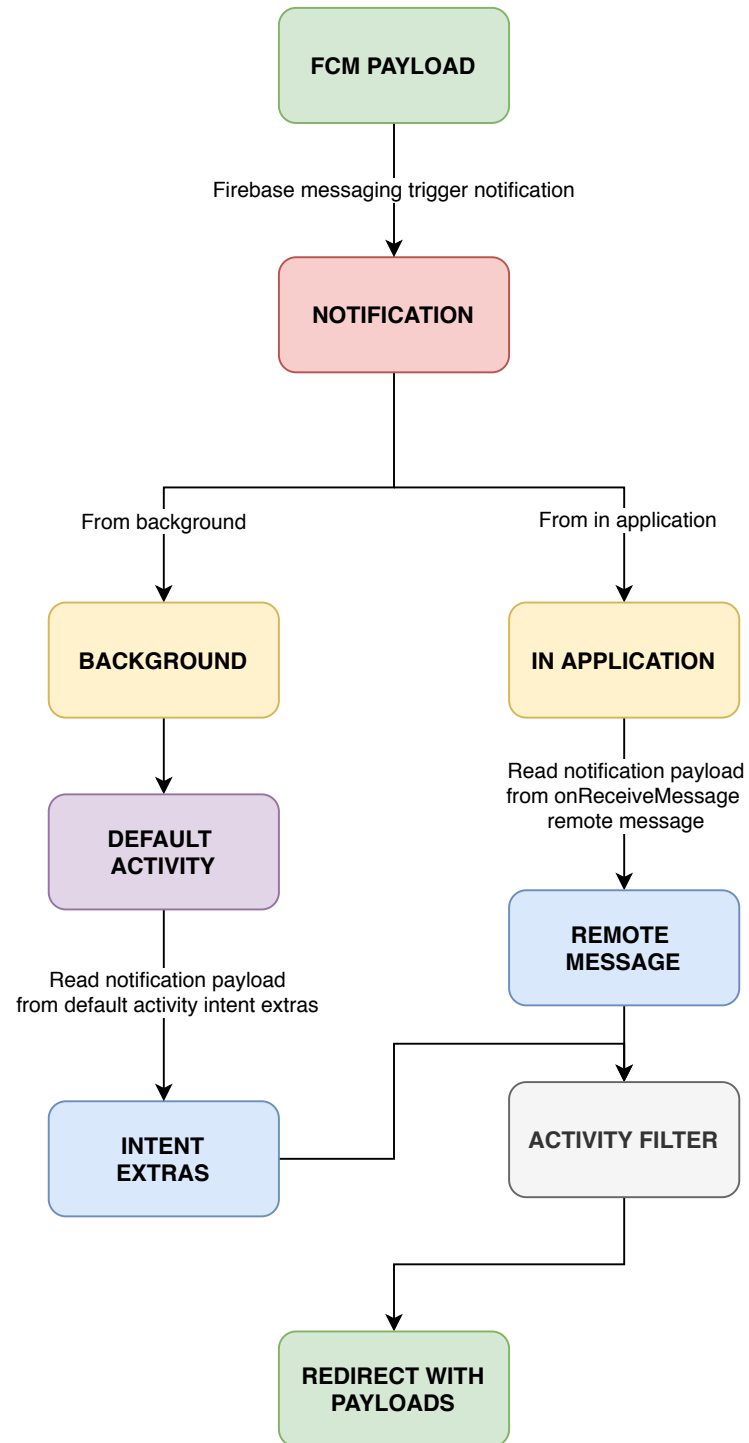 FCM PAYLOAD
Firebase messaging trigger notification
NOTIFICATION
From background
From in application
BACKGROUND
IN APPLICATION
Read notification payload
from onReceiveMessage
remote message
DEFAULT
ACTIVITY
REMOTE
MESSAGE
Read notification payload
from default activity intent extras
INTENT
EXTRAS
ACTIVITY FILTER
REDIRECT WITH
PAYLOADS